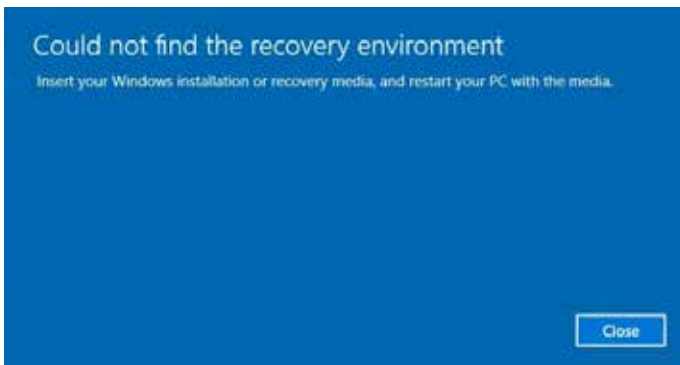 Could not find the recovery environment
Insert your Windows installation or recovery media, and restart your PC with the media.
Close